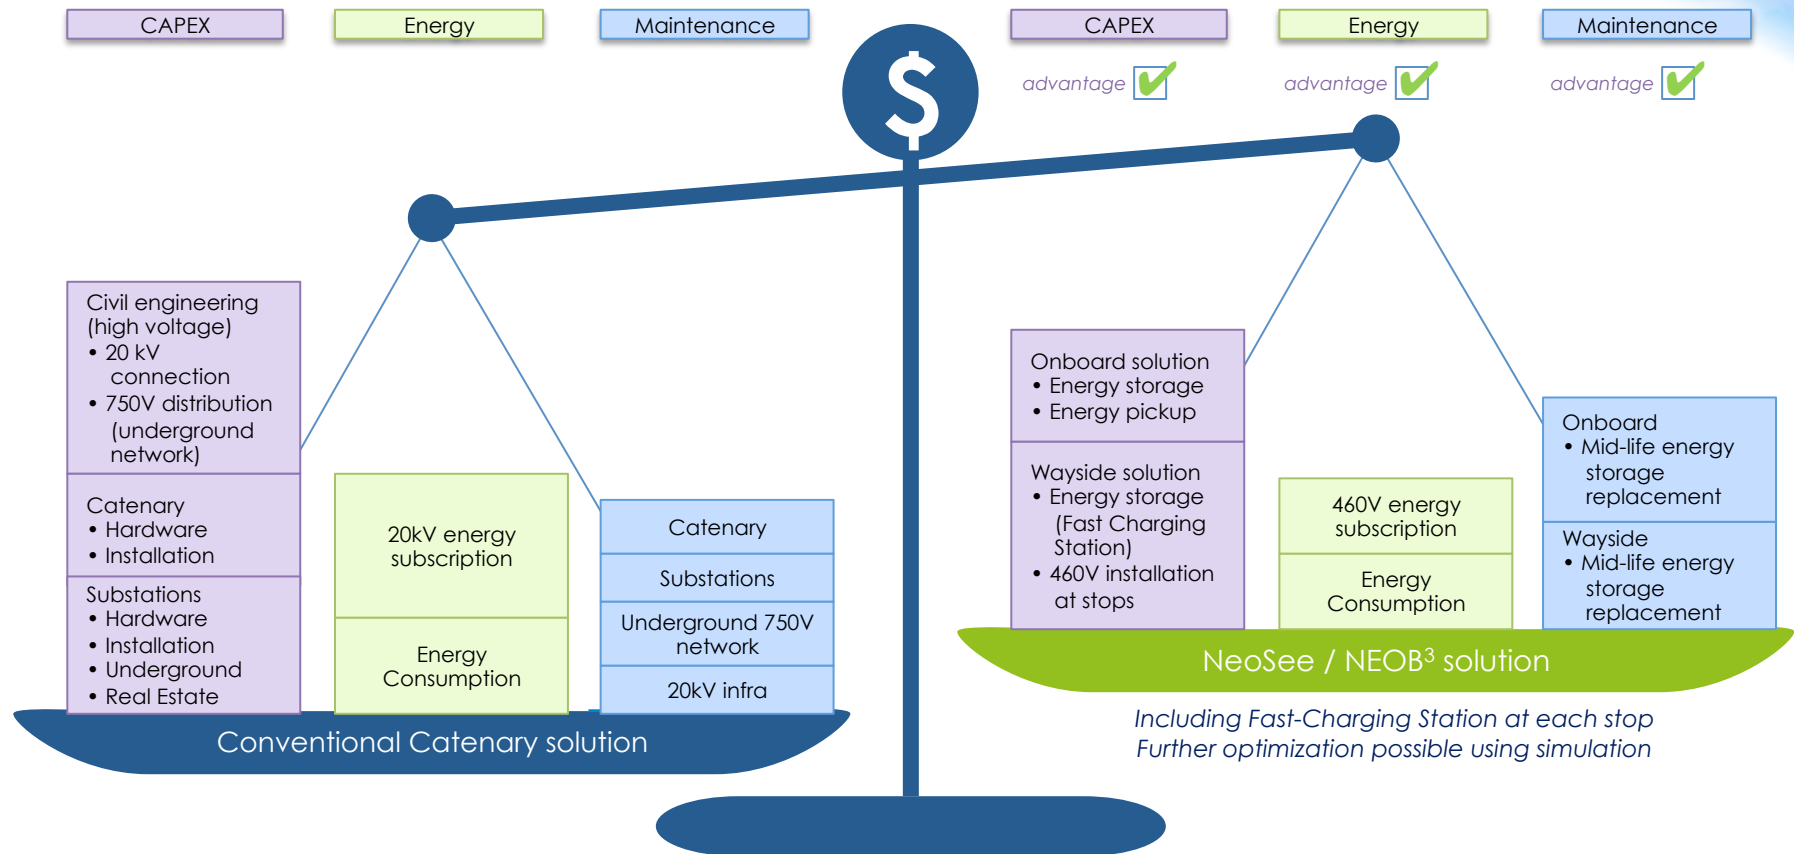 CAPEX
Energy
Maintenance
$
CAPEX
Energy
Maintenance
advantage ✔
advantage ✔
advantage ✔
Civil engineering
(high voltage)
• 20 kV
connection
• 750V distribution
(underground
network)
Catenary
• Hardware
• Installation
Substations
• Hardware
• Installation
• Underground
• Real Estate
20kV energy
subscription
Energy
Consumption
Catenary
Substations
Underground 750V
network
20kV infra
Conventional Catenary solution
Onboard solution
• Energy storage
• Energy pickup
Wayside solution
• Energy storage
(Fast Charging
Station)
• 460V installation
at stops
460V energy
subscription
Energy
Consumption
Onboard
• Mid-life energy
storage
replacement
Wayside
• Mid-life energy
storage
replacement
NeoSee / NEOB³ solution
Including Fast-Charging Station at each stop
Further optimization possible using simulation